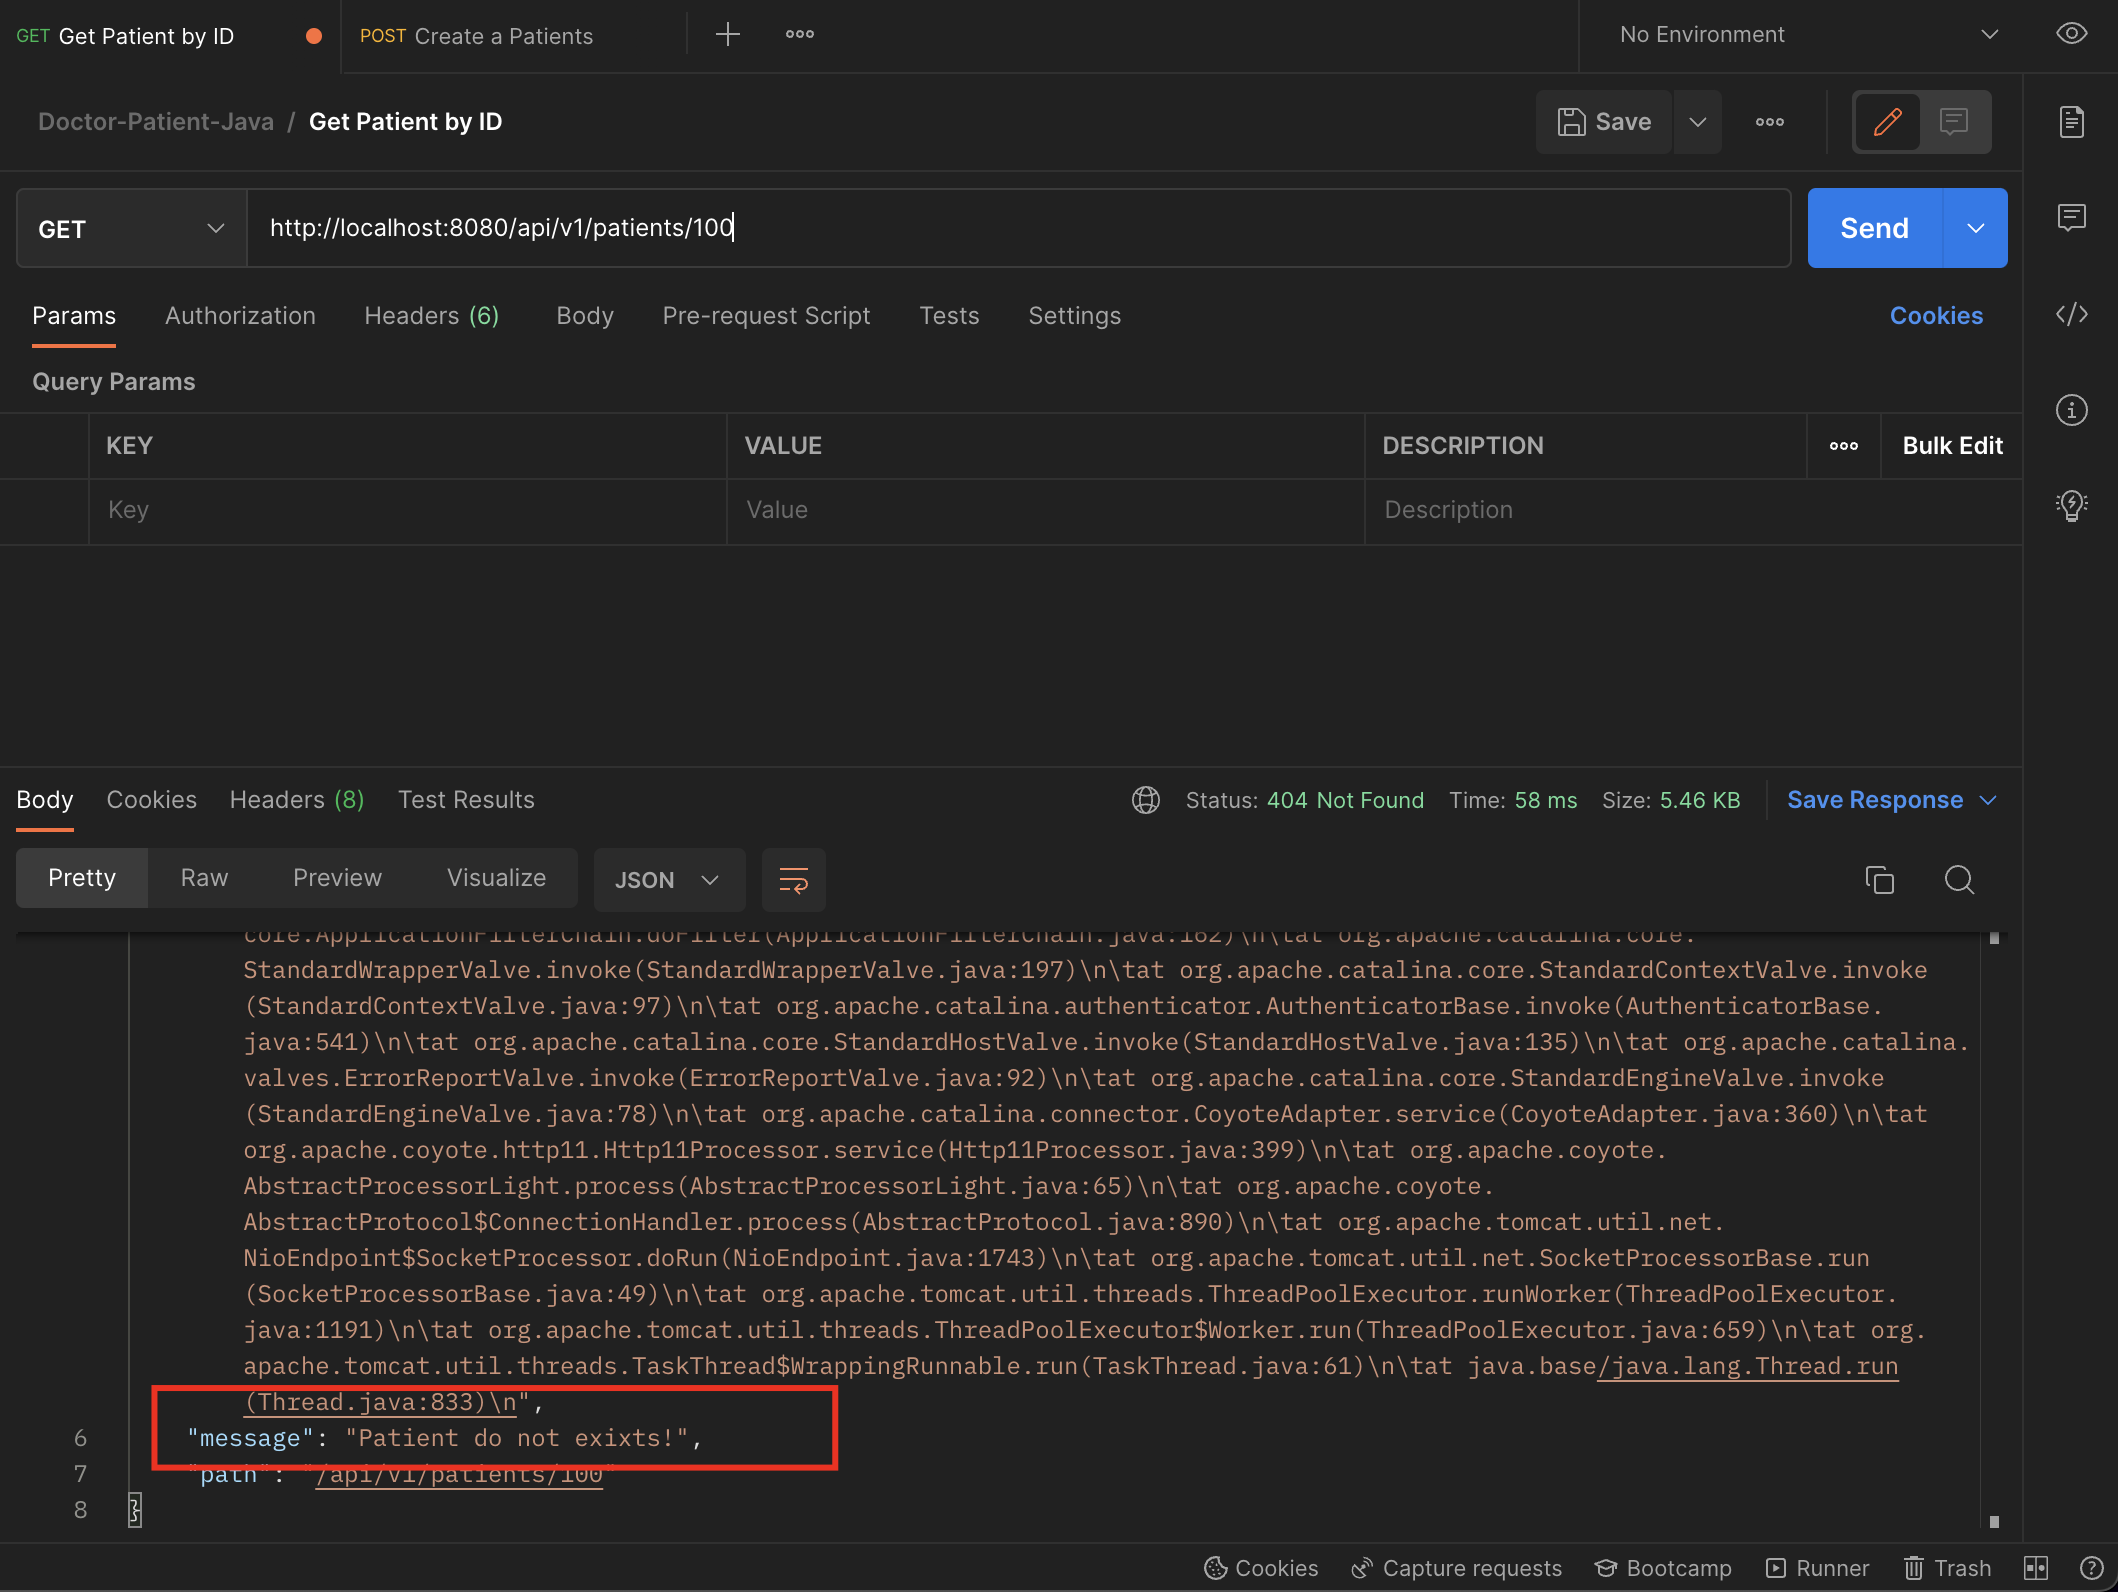 GET Get Patient by ID
POST Create a Patients
No Environment
Doctor-Patient-Java / Get Patient by ID
Save
GET
http://localhost:8080/api/v1/patients/100
Send
Params Authorization Headers (6) Body Pre-request Script Tests Settings
Cookies
Query Params
KEY VALUE DESCRIPTION Bulk Edit
Key Value Description
Body Cookies Headers (8) Test Results
Status: 404 Not Found Time: 58 ms Size: 5.46 KB Save Response
Pretty Raw Preview Visualize JSON
core.ApplicationFilterChain.doFilter(ApplicationFilterChain.java:162)\n\tat org.apache.catalina.core.
StandardWrapperValve.invoke(StandardWrapperValve.java:197)\n\tat org.apache.catalina.core.StandardContextValve.invoke
(StandardContextValve.java:97)\n\tat org.apache.catalina.authenticator.AuthenticatorBase.invoke(AuthenticatorBase.
java:541)\n\tat org.apache.catalina.core.StandardHostValve.invoke(StandardHostValve.java:135)\n\tat org.apache.catalina.
valves.ErrorReportValve.invoke(ErrorReportValve.java:92)\n\tat org.apache.catalina.core.StandardEngineValve.invoke
(StandardEngineValve.java:78)\n\tat org.apache.catalina.connector.CoyoteAdapter.service(CoyoteAdapter.java:360)\n\tat
org.apache.coyote.http11.Http11Processor.service(Http11Processor.java:399)\n\tat org.apache.coyote.
AbstractProcessorLight.process(AbstractProcessorLight.java:65)\n\tat org.apache.coyote.
AbstractProtocol$ConnectionHandler.process(AbstractProtocol.java:890)\n\tat org.apache.tomcat.util.net.
NioEndpoint$SocketProcessor.doRun(NioEndpoint.java:1743)\n\tat org.apache.tomcat.util.net.SocketProcessorBase.run
(SocketProcessorBase.java:49)\n\tat org.apache.tomcat.util.threads.ThreadPoolExecutor.runWorker(ThreadPoolExecutor.
java:1191)\n\tat org.apache.tomcat.util.threads.ThreadPoolExecutor$Worker.run(ThreadPoolExecutor.java:659)\n\tat org.
apache.tomcat.util.threads.TaskThread$WrappingRunnable.run(TaskThread.java:61)\n\tat java.base/java.lang.Thread.run
(Thread.java:833)\n",
6 "message": "Patient do not exixts!",
7 "path": "/api/v1/patients/100"
8 }
Cookies Capture requests Bootcamp Runner Trash